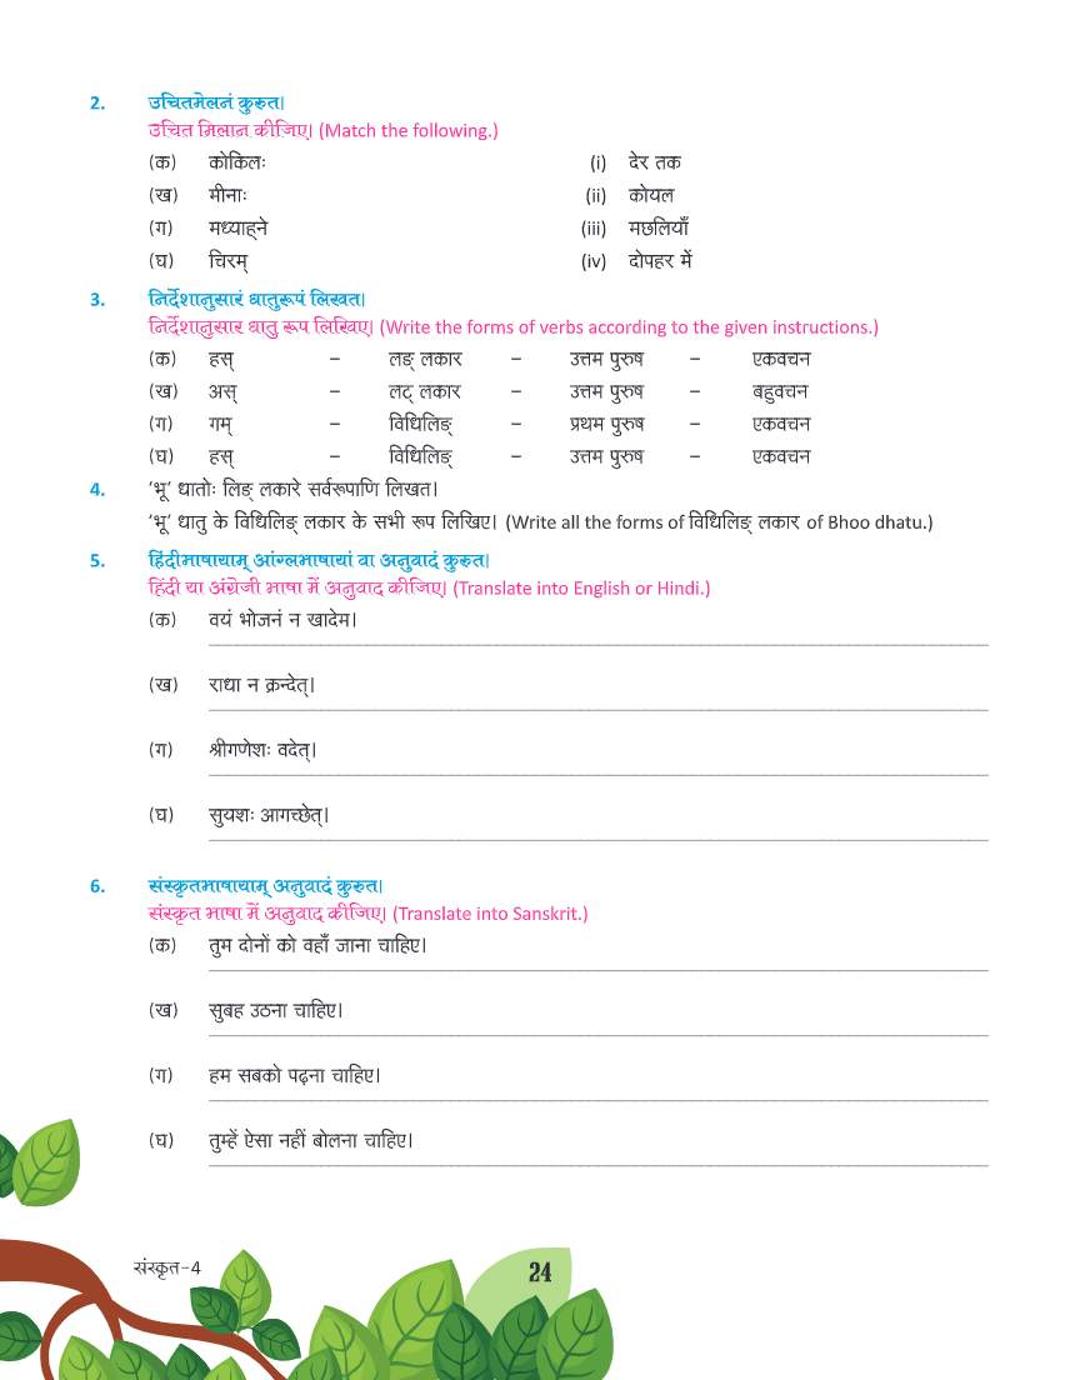 2. उचितमेलनं कुरुत।
उचित मिलान कीजिए। (Match the following.)
(क) कोकिलः (i) देर तक
(ख) मीनाः (ii) कोयल
(ग) मध्याह्ने (iii) मछलियाँ
(घ) चिरम् (iv) दोपहर में
3. निर्देशानुसारं धातुरूपं लिखत।
निर्देशानुसार धातु रूप लिखिए। (Write the forms of verbs according to the given instructions.)
(क) हस् – लङ् लकार – उत्तम पुरुष – एकवचन
(ख) अस् – लट् लकार – उत्तम पुरुष – बहुवचन
(ग) गम् – विधिलिङ् – प्रथम पुरुष – एकवचन
(घ) हस् – विधिलिङ् – उत्तम पुरुष – एकवचन
4. ‘भू’ धातोः लिङ् लकारे सर्वरूपाणि लिखत।
‘भू’ धातु के विधिलिङ् लकार के सभी रूप लिखिए। (Write all the forms of विधिलिङ् लकार of Bhoo dhatu.)
5. हिंदीभाषायाम् आंग्लभाषायां वा अनुवादं कुरुत।
हिंदी या अंग्रेजी भाषा में अनुवाद कीजिए। (Translate into English or Hindi.)
(क) वयं भोजनं न खादेम।
(ख) राधा न क्रन्देत्।
(ग) श्रीगणेशः वदेत्।
(घ) सुयशः आगच्छेत्।
6. संस्कृतभाषायाम् अनुवादं कुरुत।
संस्कृत भाषा में अनुवाद कीजिए। (Translate into Sanskrit.)
(क) तुम दोनों को वहाँ जाना चाहिए।
(ख) सुबह उठना चाहिए।
(ग) हम सबको पढ़ना चाहिए।
(घ) तुम्हें ऐसा नहीं बोलना चाहिए।
संस्कृत-4 24